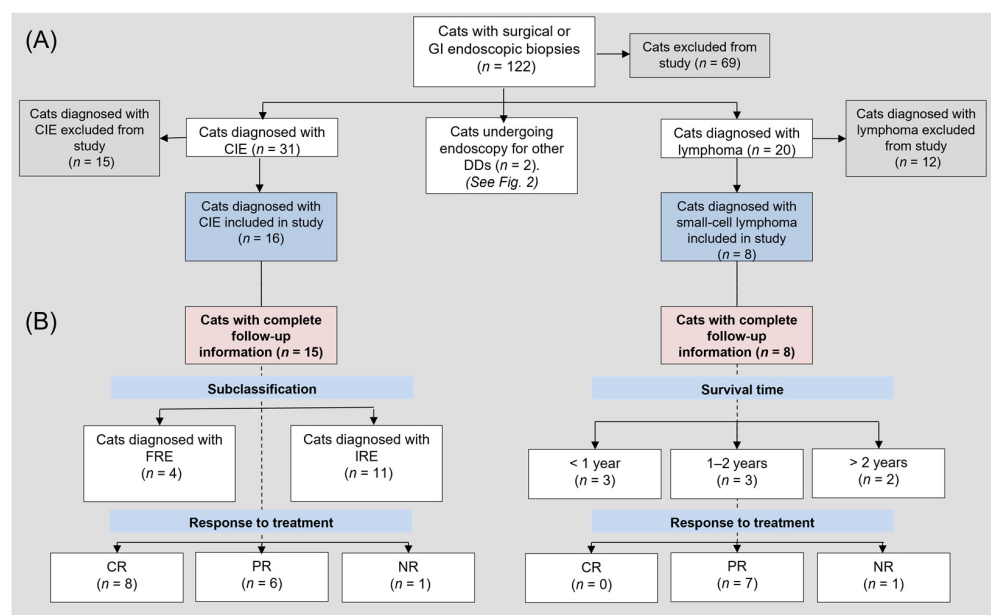 (A)
Cats with surgical or
GI endoscopic biopsies
(n = 122)
Cats excluded from
study (n = 69)
Cats diagnosed with
CIE excluded from
study
(n = 15)
Cats diagnosed with
CIE (n = 31)
Cats undergoing
endoscopy for other
DDs (n = 2).
(See Fig. 2)
Cats diagnosed with
lymphoma (n = 20)
Cats diagnosed with
lymphoma excluded
from study
(n = 12)
Cats diagnosed with
CIE included in study
(n = 16)
Cats diagnosed with
small-cell lymphoma
included in study
(n = 8)
(B)
Cats with complete
follow-up
information (n = 15)
Cats with complete
follow-up
information (n = 8)
Subclassification
Survival time
Cats diagnosed with
FRE
(n = 4)
Cats diagnosed with
IRE
(n = 11)
< 1 year
(n = 3)
1–2 years
(n = 3)
> 2 years
(n = 2)
Response to treatment
Response to treatment
CR
(n = 8)
PR
(n = 6)
NR
(n = 1)
CR
(n = 0)
PR
(n = 7)
NR
(n = 1)